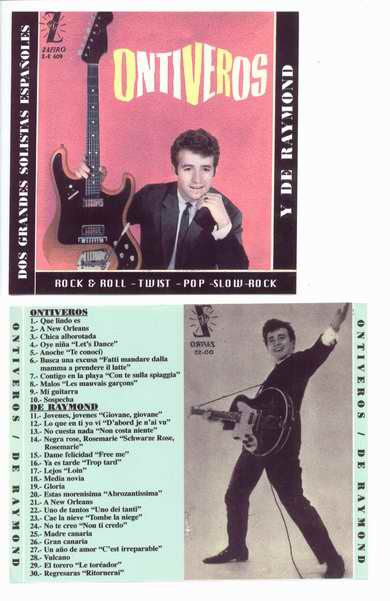 ZAFIRO
Z-E 609
ONTIVEROS
DOS GRANDES SOLISTAS ESPAÑOLES
Y DE RAYMOND
ROCK & ROLL -TWIST -POP -SLOW-ROCK
ONTIVEROS
1.- Que lindo es
2.- A New Orleans
3.- Chica alborotada
4.- Oye niña "Let's Dance"
5.- Anoche "Te conocí)
6.- Busca una excusa "Fatti mandare dalla
mamma a prendere il latte"
7.- Contigo en la playa "Con te sulla spiaggia"
8.- Malos "Les mauvais garçons"
9.- Mi guitarra
10.- Sospecha
DE RAYMOND
11.- Jovenes, jovenes "Giovane, giovane"
12.- Lo que en ti yo vi "D'abord je n'ai vu")
13.- No cuesta nada "Non costa niente"
14.- Negra rose, Rosemarie "Schwarze Rose,
Rosemarie"
15.- Dame felicidad "Free me"
16.- Ya es tarde "Trop tard"
17.- Lejos "Loin"
18.- Media novia
19.- Gloria
20.- Estas morenisima "Abronzantissima"
21.- A New Orleans
22.- Uno de tantos "Uno dei tanti"
23.- Cae la nieve "Tombe la niege"
24.- No te creo "Non ti credo"
25.- Madre canaria
26.- Gran canaria
27.- Un año de amor "C'est irreparable"
28.- Vulcano
29.- El torero "Le toréador"
30.- Regresaras "Ritornerai"
ONTIVEROS / DE RAYMOND
ONTIVEROS / DE RAYMOND
ZAFIRO